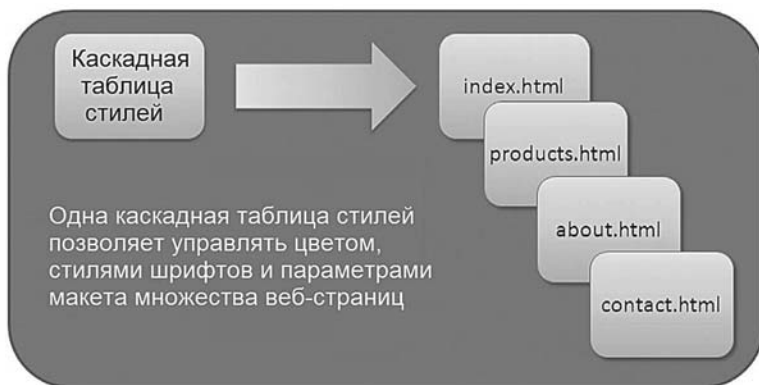 Каскадная
таблица
стилей
index.html
products.html
about.html
contact.html
Одна каскадная таблица стилей
позволяет управлять цветом,
стилями шрифтов и параметрами
макета множества веб-страниц